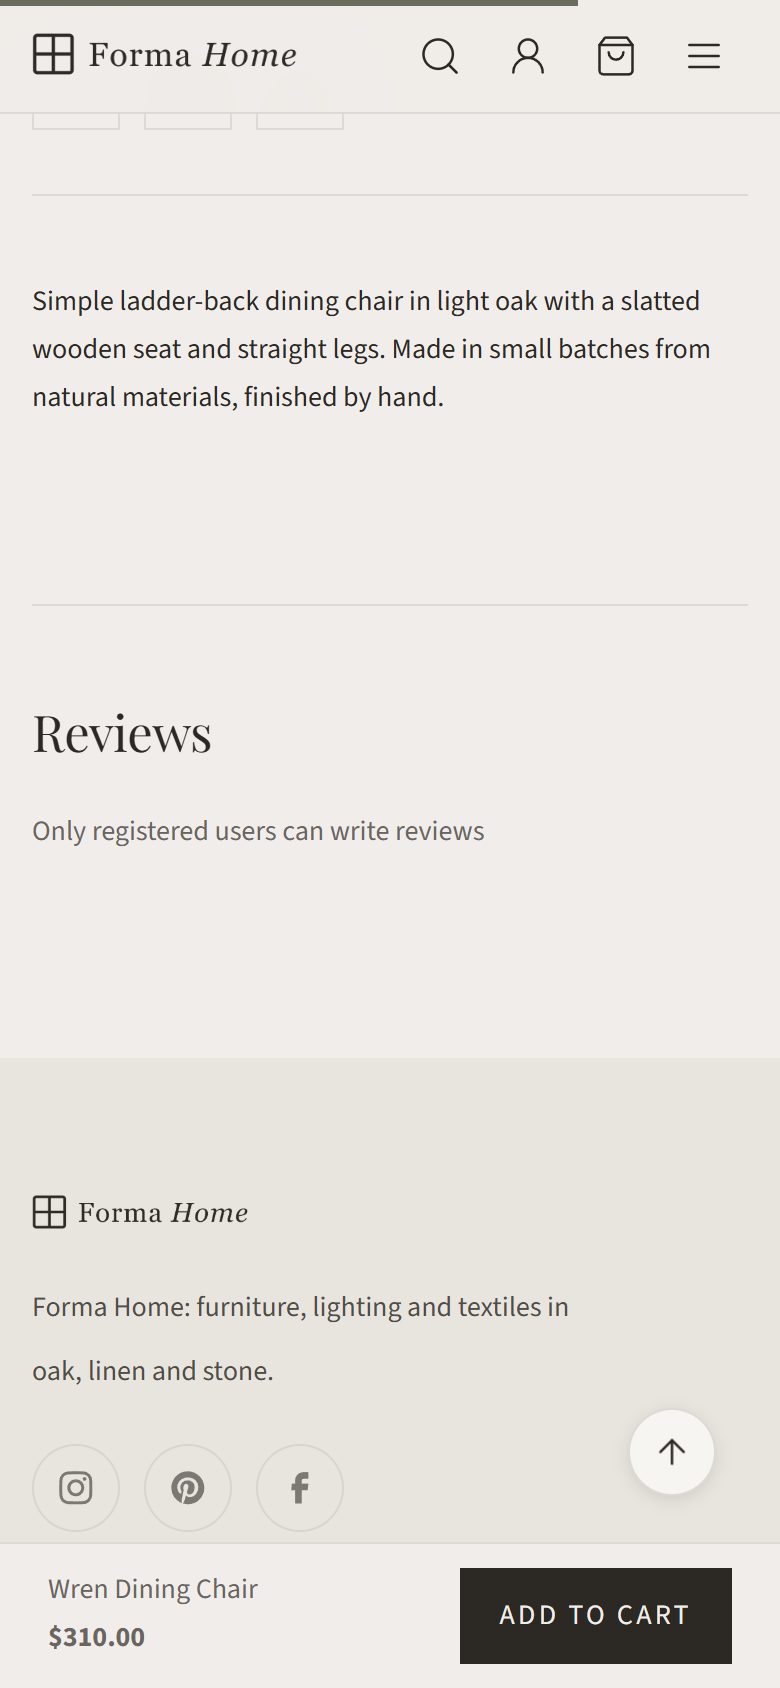 Forma Home
Simple ladder-back dining chair in light oak with a slatted
wooden seat and straight legs. Made in small batches from
natural materials, finished by hand.
Reviews
Only registered users can write reviews
Forma Home
Forma Home: furniture, lighting and textiles in
oak, linen and stone.
Wren Dining Chair
$310.00
ADD TO CART